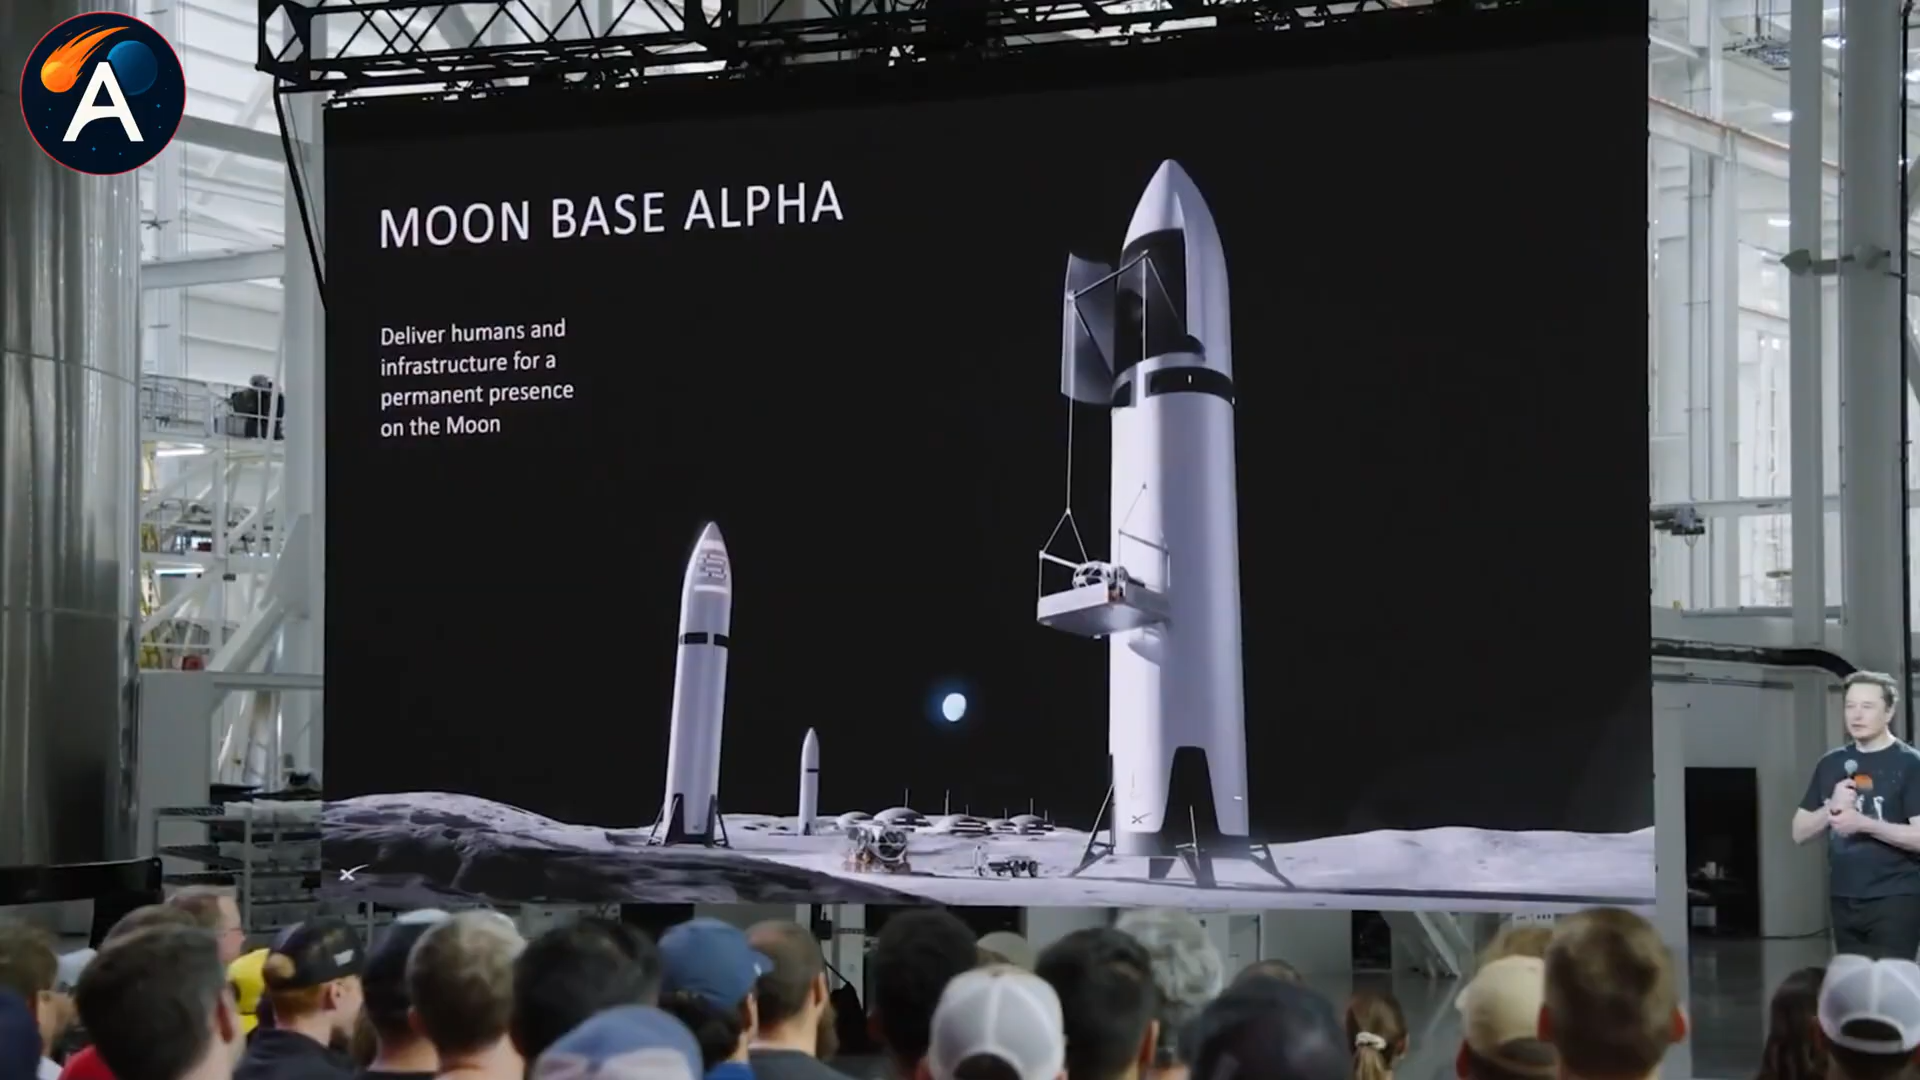 A
MOON BASE ALPHA
Deliver humans and
infrastructure for a
permanent presence
on the Moon